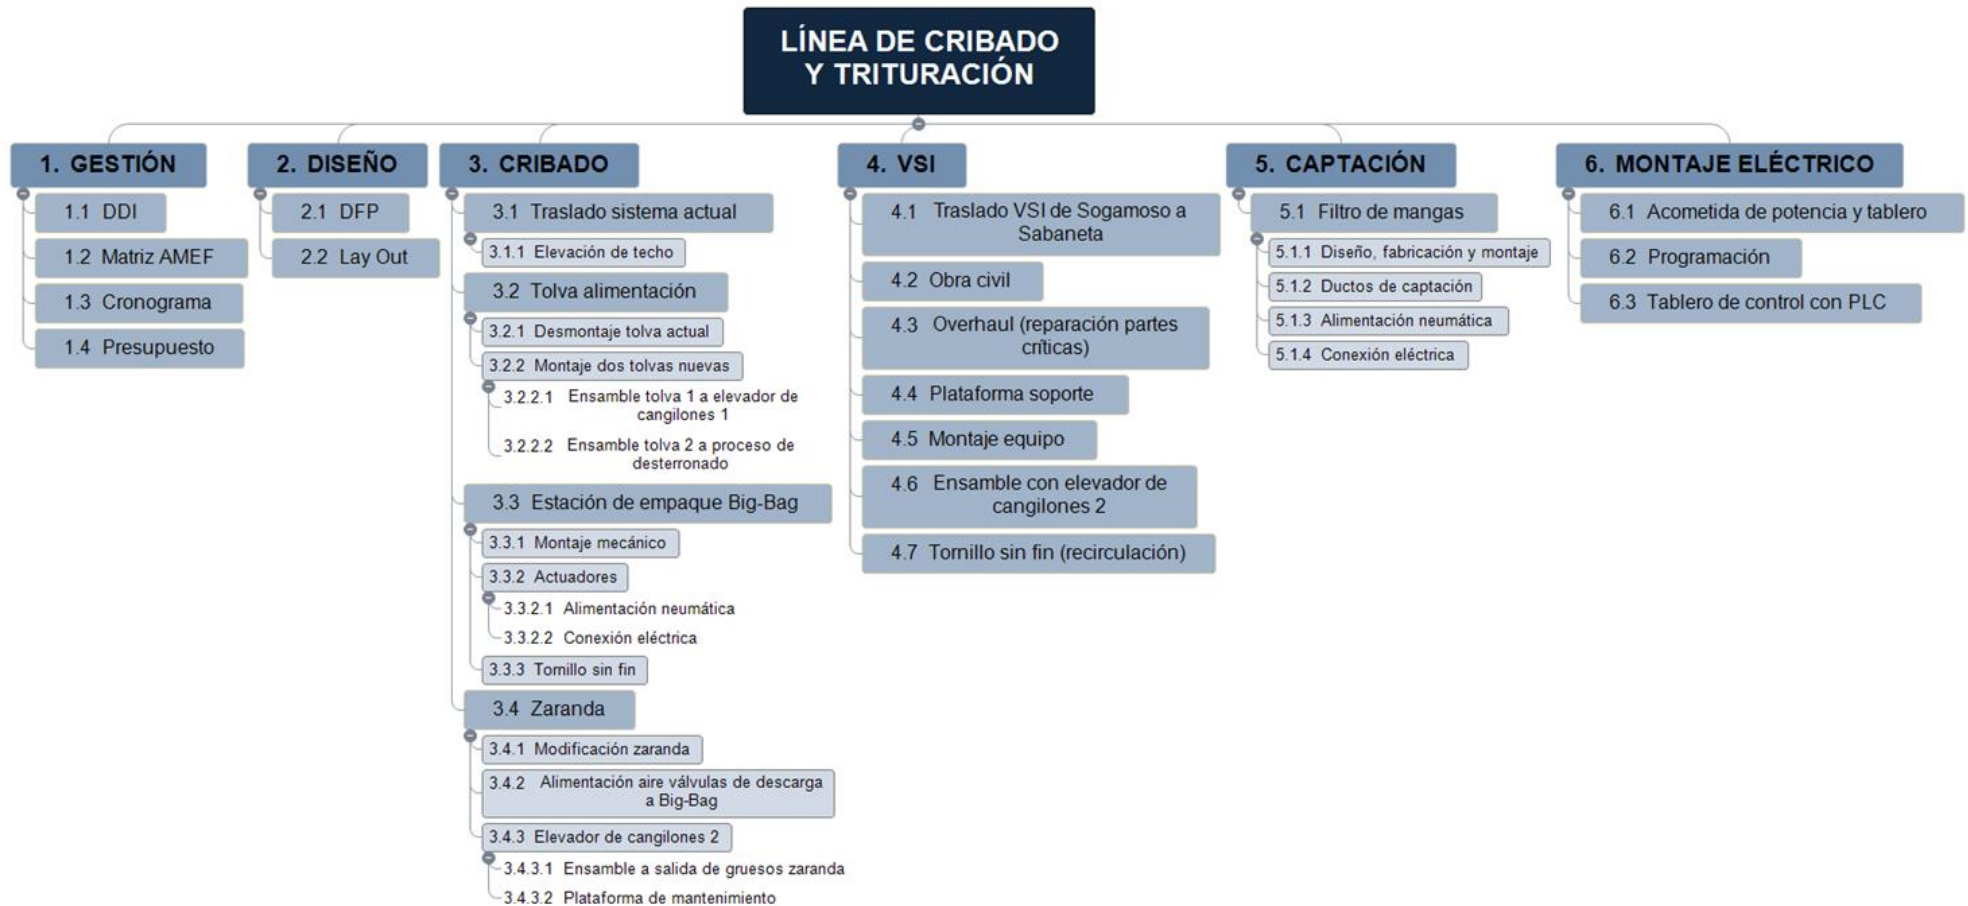 LÍNEA DE CRIBADO
Y TRITURACIÓN
1. GESTIÓN
1.1 DDI
1.2 Matriz AMEF
1.3 Cronograma
1.4 Presupuesto
2. DISEÑO
2.1 DFP
2.2 Lay Out
3. CRIBADO
3.1 Traslado sistema actual
3.1.1 Elevación de techo
3.2 Tolva alimentación
3.2.1 Desmontaje tolva actual
3.2.2 Montaje dos tolvas nuevas
3.2.2.1 Ensamble tolva 1 a elevador de
cangilones 1
3.2.2.2 Ensamble tolva 2 a proceso de
desterronado
3.3 Estación de empaque Big-Bag
3.3.1 Montaje mecánico
3.3.2 Actuadores
3.3.2.1 Alimentación neumática
3.3.2.2 Conexión eléctrica
3.3.3 Tornillo sin fin
3.4 Zaranda
3.4.1 Modificación zaranda
3.4.2 Alimentación aire válvulas de descarga
a Big-Bag
3.4.3 Elevador de cangilones 2
3.4.3.1 Ensamble a salida de gruesos zaranda
3.4.3.2 Plataforma de mantenimiento
4. VSI
4.1 Traslado VSI de Sogamoso a
Sabaneta
4.2 Obra civil
4.3 Overhaul (reparación partes
críticas)
4.4 Plataforma soporte
4.5 Montaje equipo
4.6 Ensamble con elevador de
cangilones 2
4.7 Tornillo sin fin (recirculación)
5. CAPTACIÓN
5.1 Filtro de mangas
5.1.1 Diseño, fabricación y montaje
5.1.2 Ductos de captación
5.1.3 Alimentación neumática
5.1.4 Conexión eléctrica
6. MONTAJE ELÉCTRICO
6.1 Acometida de potencia y tablero
6.2 Programación
6.3 Tablero de control con PLC